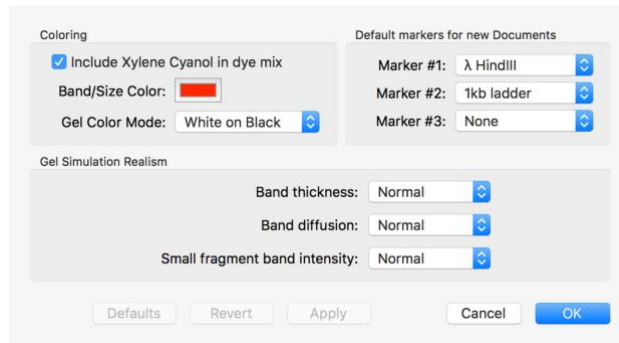 Coloring
Include Xylene Cyanol in dye mix
Band/Size Color:
Gel Color Mode: White on Black
Default markers for new Documents
Marker #1: λ HindIII
Marker #2: 1kb ladder
Marker #3: None
Gel Simulation Realism
Band thickness: Normal
Band diffusion: Normal
Small fragment band intensity: Normal
Defaults Revert Apply Cancel OK